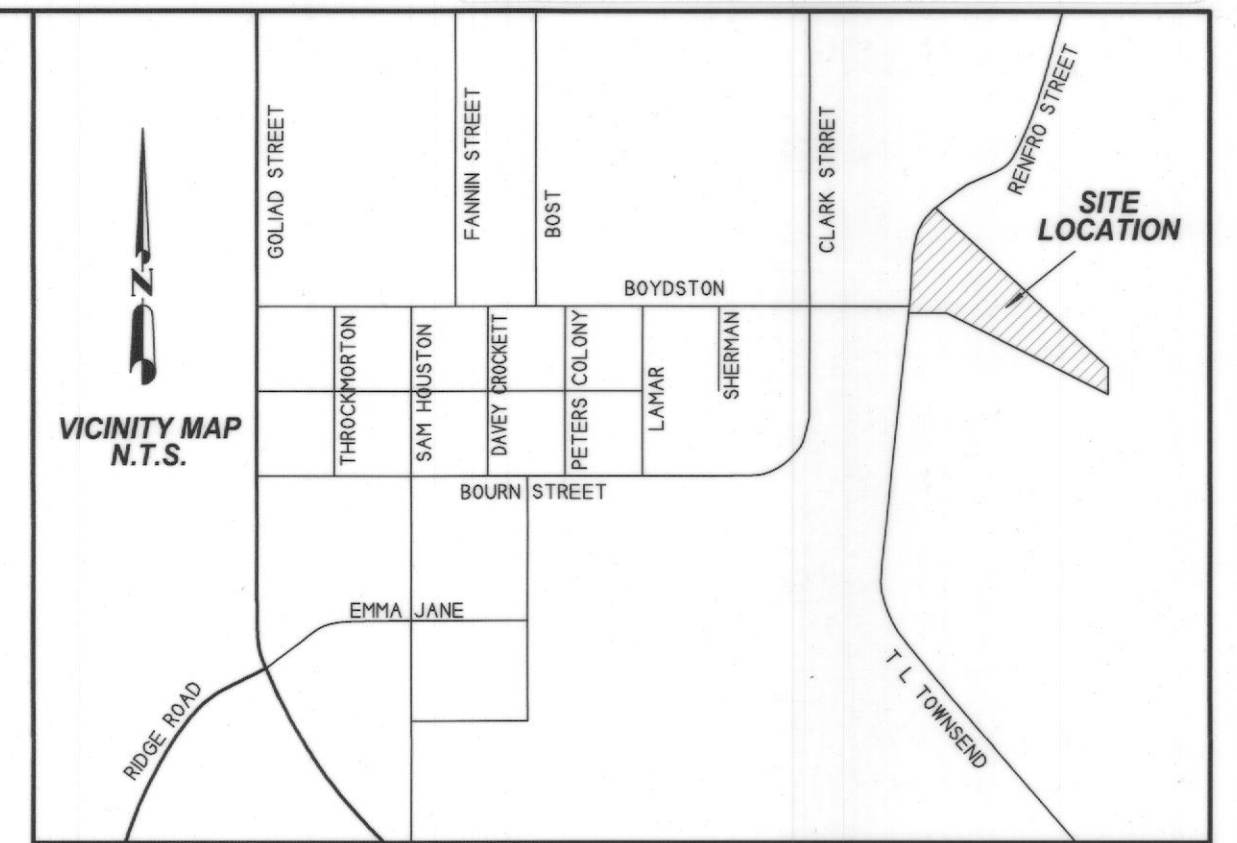 GOLIAD STREET
FANNIN STREET
BOST
CLARK STRRET
RENFRO STREET
SITE
LOCATION
N
BOYDSTON
THROCKMORTON
SAM HOUSTON
DAVEY CROCKETT
PETERS COLONY
LAMAR
SHERMAN
VICINITY MAP
N.T.S.
BOURN STREET
EMMA JANE
RIDGE ROAD
T L TOWNSEND